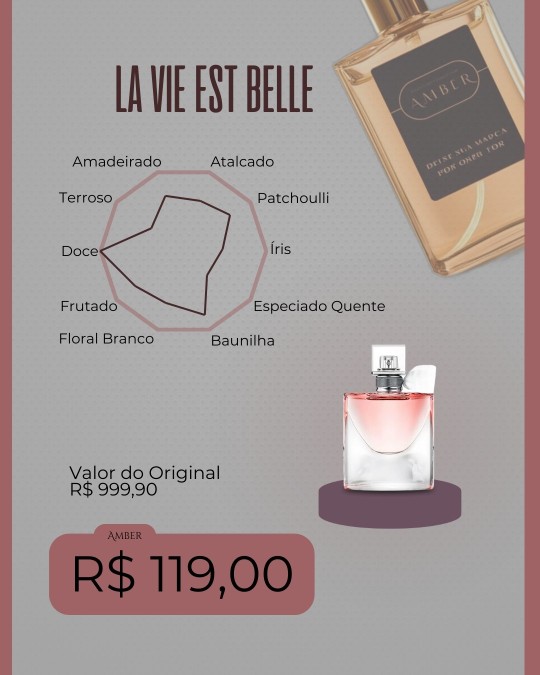 LA VIE EST BELLE
AMBER
DEIXE SUA MARCA
POR ONDE FOR
Amadeirado
Atalcado
Terroso
Patchoulli
Doce
Íris
Frutado
Especiado Quente
Floral Branco
Baunilha
Valor do Original
R$ 999,90
AMBER
R$ 119,00